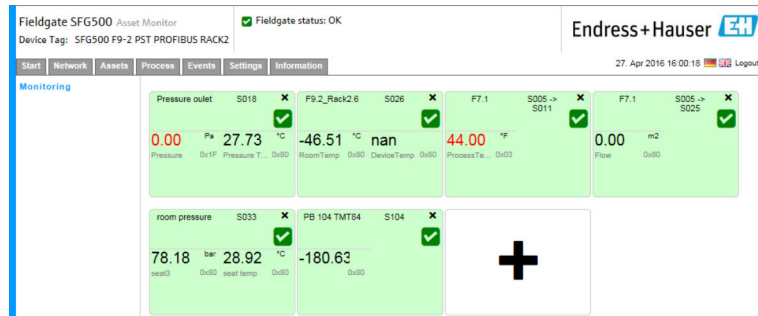 Fieldgate SFG500 Asset Monitor
Device Tag: SFG500 F9-2 PST PROFIBUS RACK2
Fieldgate status: OK
Endress+Hauser EH
Start Network Assets Process Events Settings Information
27. Apr 2016 16:00:18 Logout
Monitoring
Pressure oulet S018 ×
0.00 Pa 27.73 °C
Pressure 0x1F Pressure T... 0x80
F9.2_Rack2.6 S026 ×
-46.51 °C nan
RoomTemp 0x80 DeviceTemp 0x80
F7.1 S005 -> ×
S011
44.00 °F
ProcessTe... 0x03
F7.1 S005 -> ×
S025
0.00 m2
Flow 0x80
room pressure S033 ×
78.18 bar 28.92 °C
seat3 0x80 seat temp 0x80
PB 104 TMT84 S104 ×
-180.63
0x80